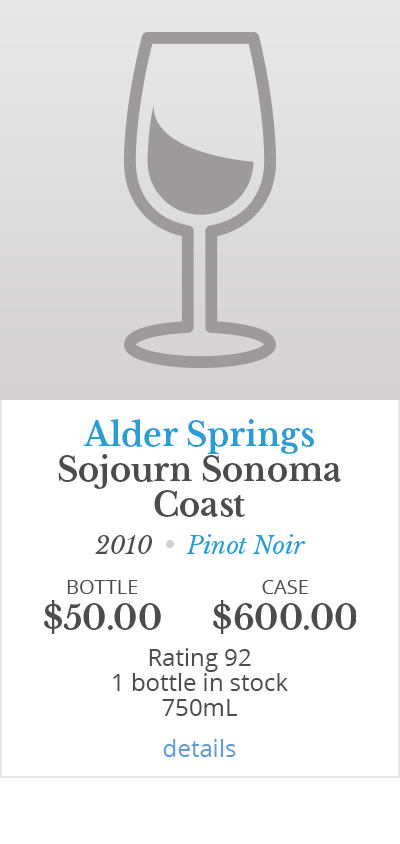 Alder Springs
Sojourn Sonoma
Coast
2010 • Pinot Noir
BOTTLE CASE
$50.00 $600.00
Rating 92
1 bottle in stock
750mL
details